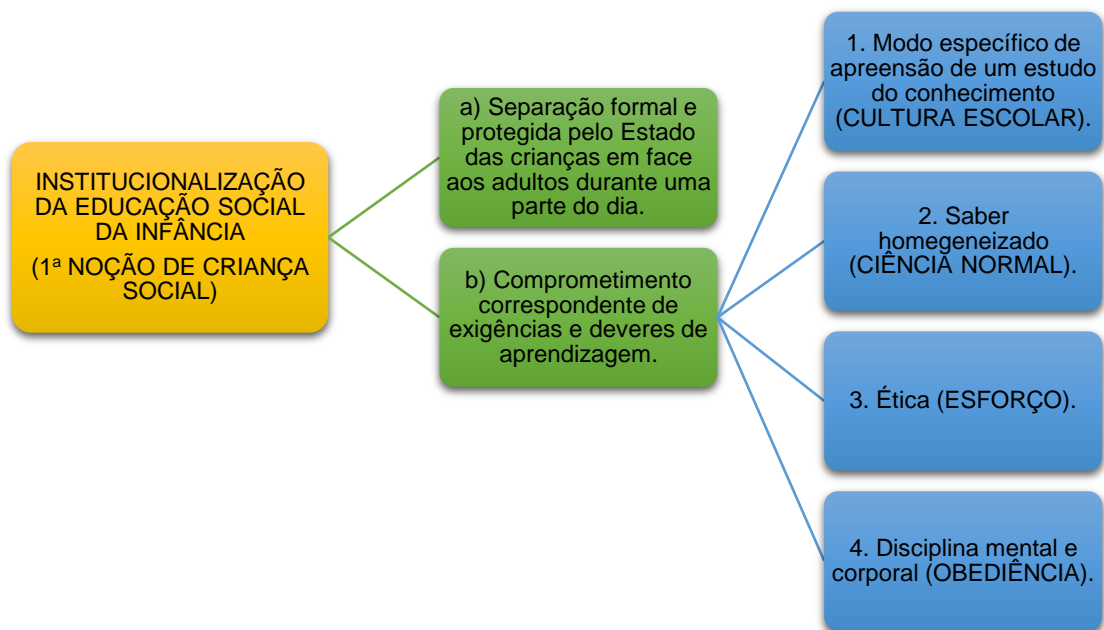 INSTITUCIONALIZAÇÃO
DA EDUCAÇÃO SOCIAL
DA INFÂNCIA
(1ª NOÇÃO DE CRIANÇA
SOCIAL)
a) Separação formal e
protegida pelo Estado
das crianças em face
aos adultos durante uma
parte do dia.
b) Comprometimento
correspondente de
exigências e deveres de
aprendizagem.
1. Modo específico de
apreensão de um estudo
do conhecimento
(CULTURA ESCOLAR).
2. Saber
homegeneizado
(CIÊNCIA NORMAL).
3. Ética (ESFORÇO).
4. Disciplina mental e
corporal (OBEDIÊNCIA).